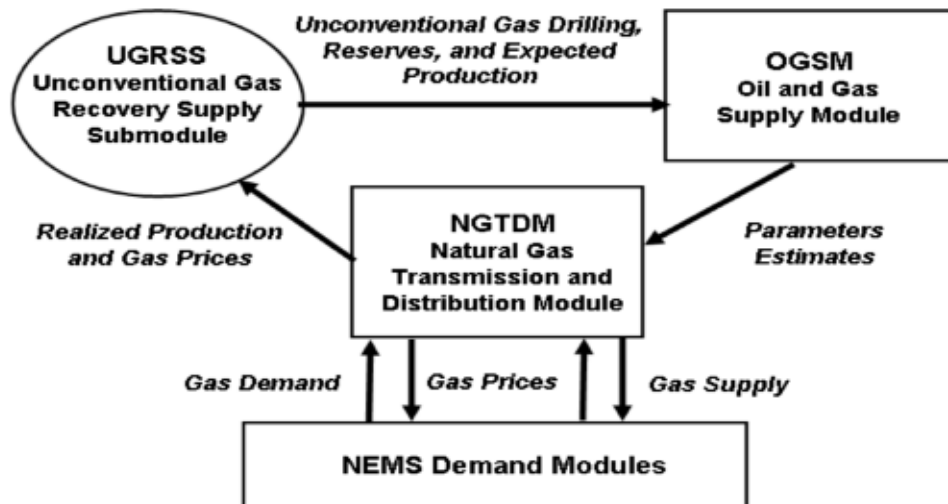 UGRSS
Unconventional Gas
Recovery Supply
Submodule
Unconventional Gas Drilling,
Reserves, and Expected
Production
OGSM
Oil and Gas
Supply Module
Realized Production
and Gas Prices
NGTDM
Natural Gas
Transmission and
Distribution Module
Parameters
Estimates
Gas Demand
Gas Prices
Gas Supply
NEMS Demand Modules